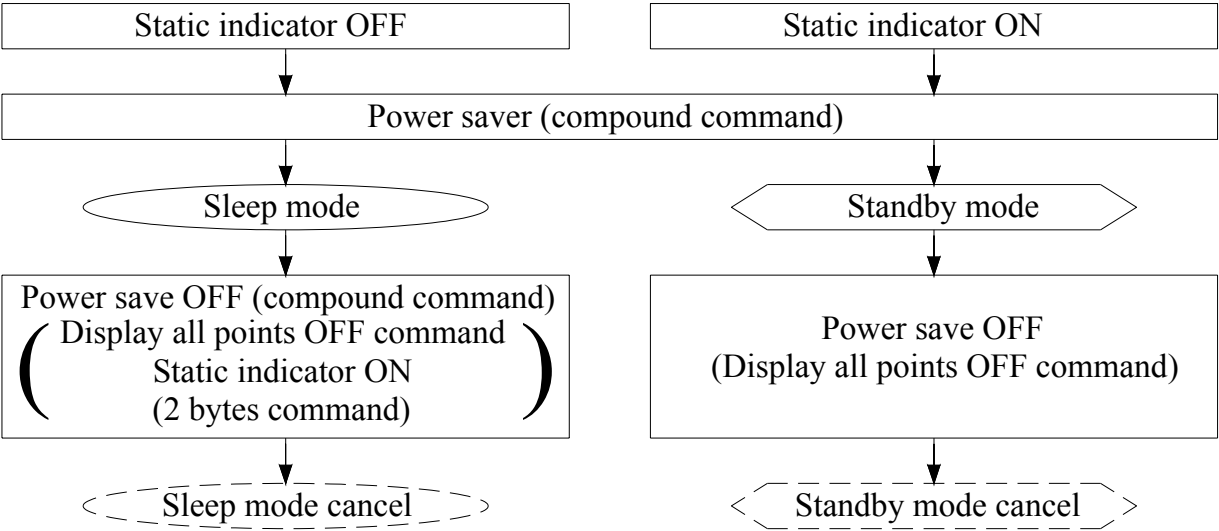 Static indicator OFF
Static indicator ON
Power saver (compound command)
Sleep mode
Standby mode
Power save OFF (compound command)
(Display all points OFF command
Static indicator ON
(2 bytes command))
Power save OFF
(Display all points OFF command)
Sleep mode cancel
Standby mode cancel